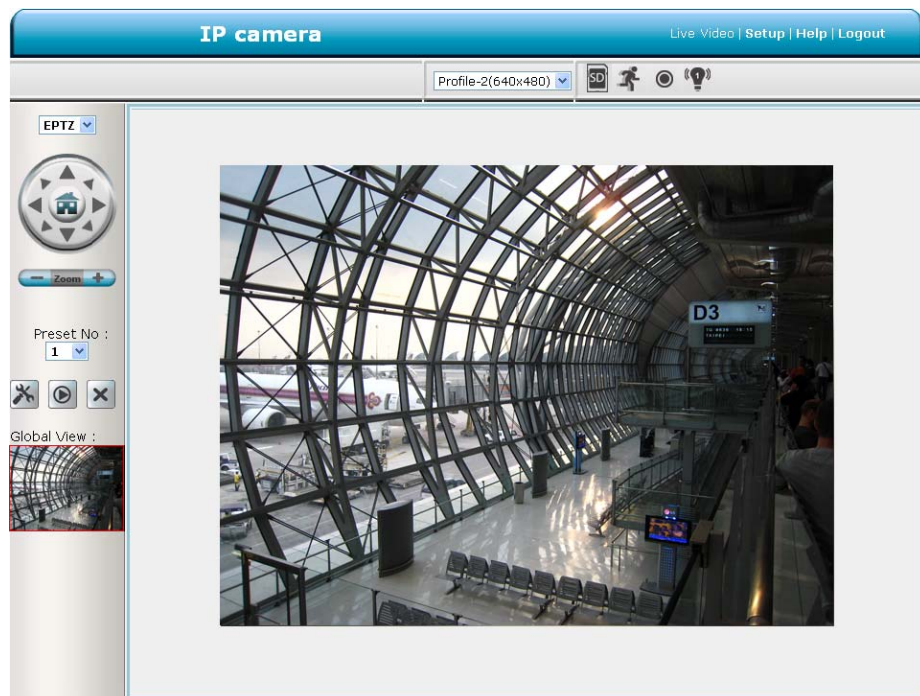 IP camera
Live Video | Setup | Help | Logout
Profile-2(640x480)
SD
1
EPTZ
Zoom
Preset No :
1
Global View :
D3